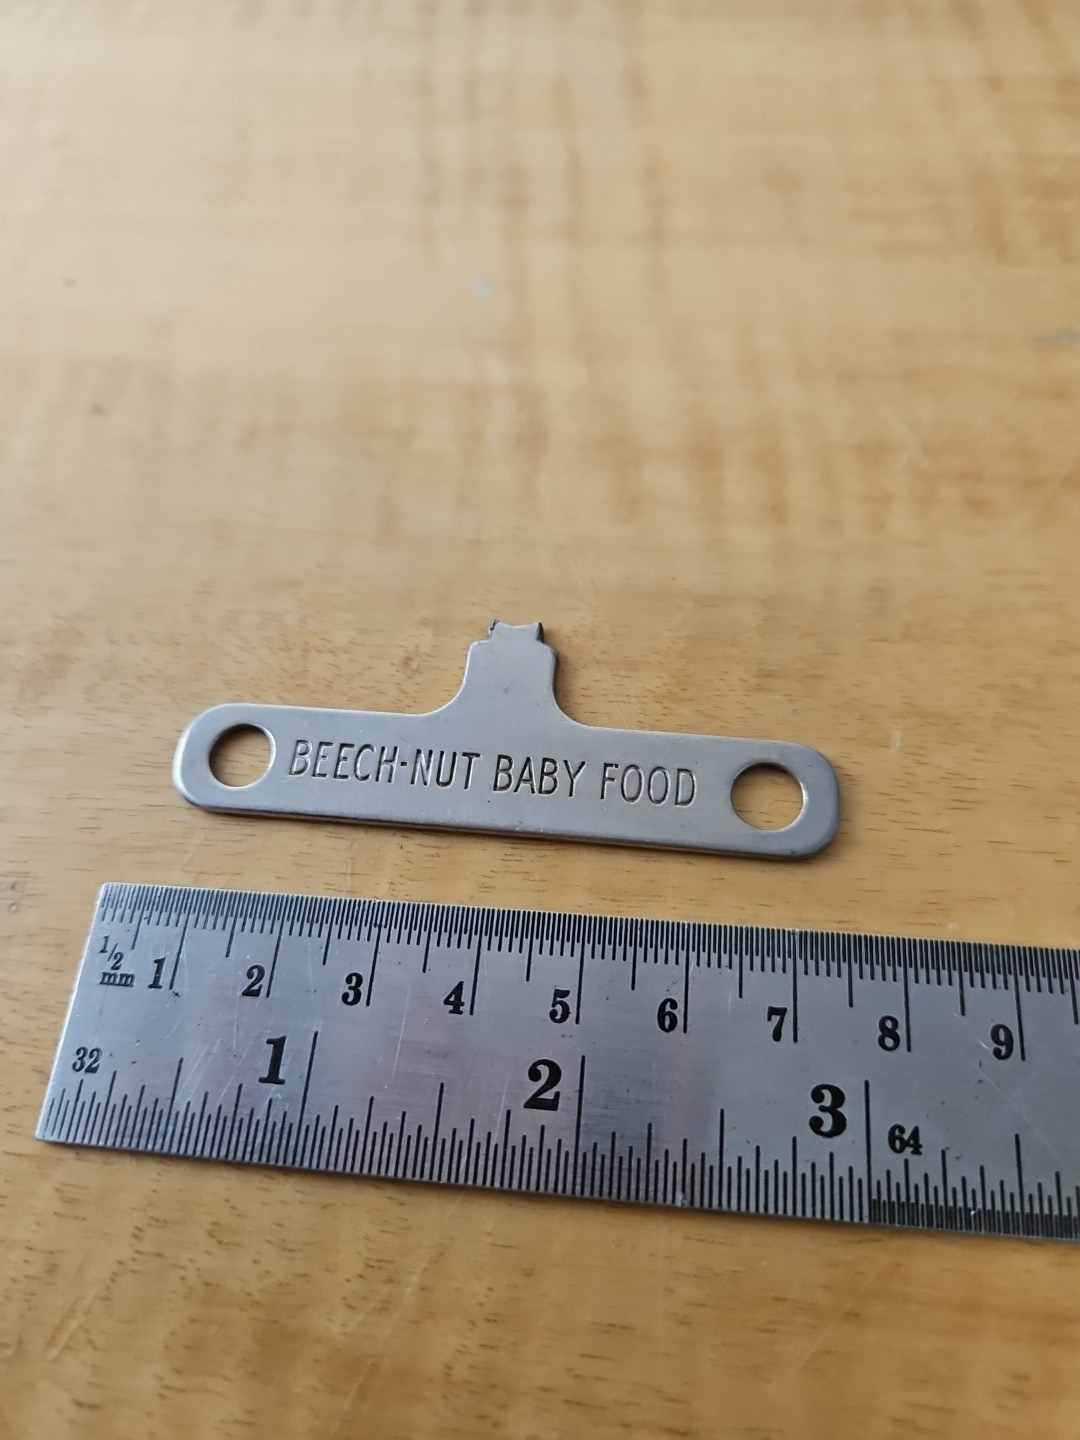 BEECH-NUT BABY FOOD
1/2 mm 1 2 3 4 5 6 7 8 9
32 1 2 3 64